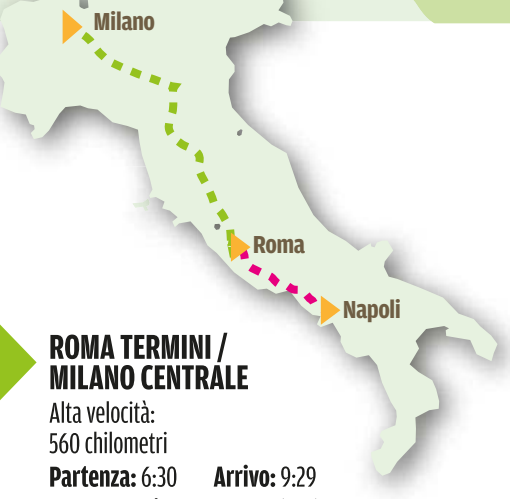 Milano
Roma
Napoli
ROMA TERMINI /
MILANO CENTRALE
Alta velocità:
560 chilometri
Partenza: 6:30 Arrivo: 9:29